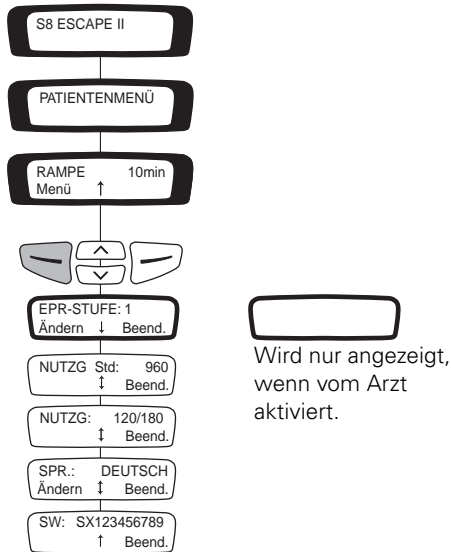 S8 ESCAPE II
PATIENTENMENÜ
RAMPE 10min
Menü ↑
EPR-STUFE: 1
Ändern ↓ Beend.
NUTZG Std: 960
↕ Beend.
NUTZG: 120/180
↕ Beend.
SPR.: DEUTSCH
Ändern ↕ Beend.
SW: SX123456789
↑ Beend.
Wird nur angezeigt,
wenn vom Arzt
aktiviert.